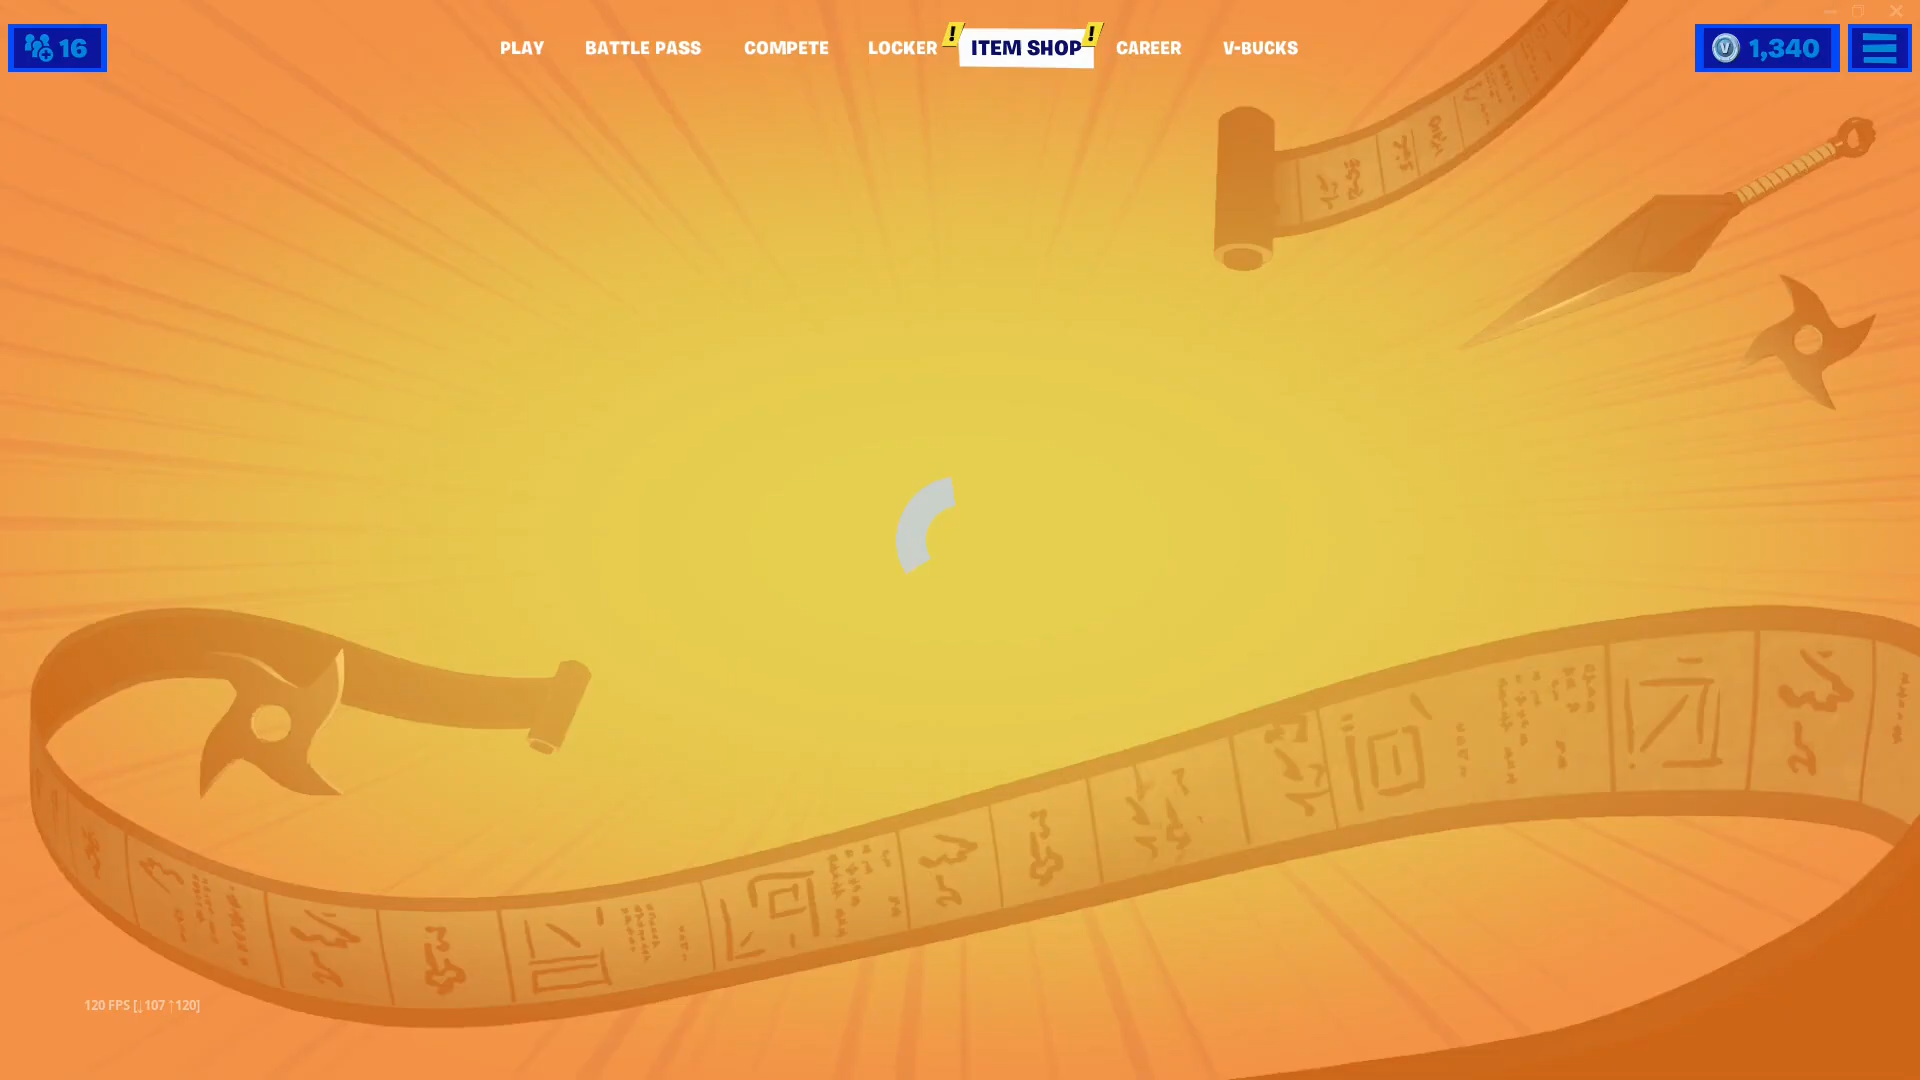 16
PLAY
BATTLE PASS
COMPETE
LOCKER
!
ITEM SHOP
!
CAREER
V-BUCKS
V
1,340
120 FPS [↓107 ↑120]